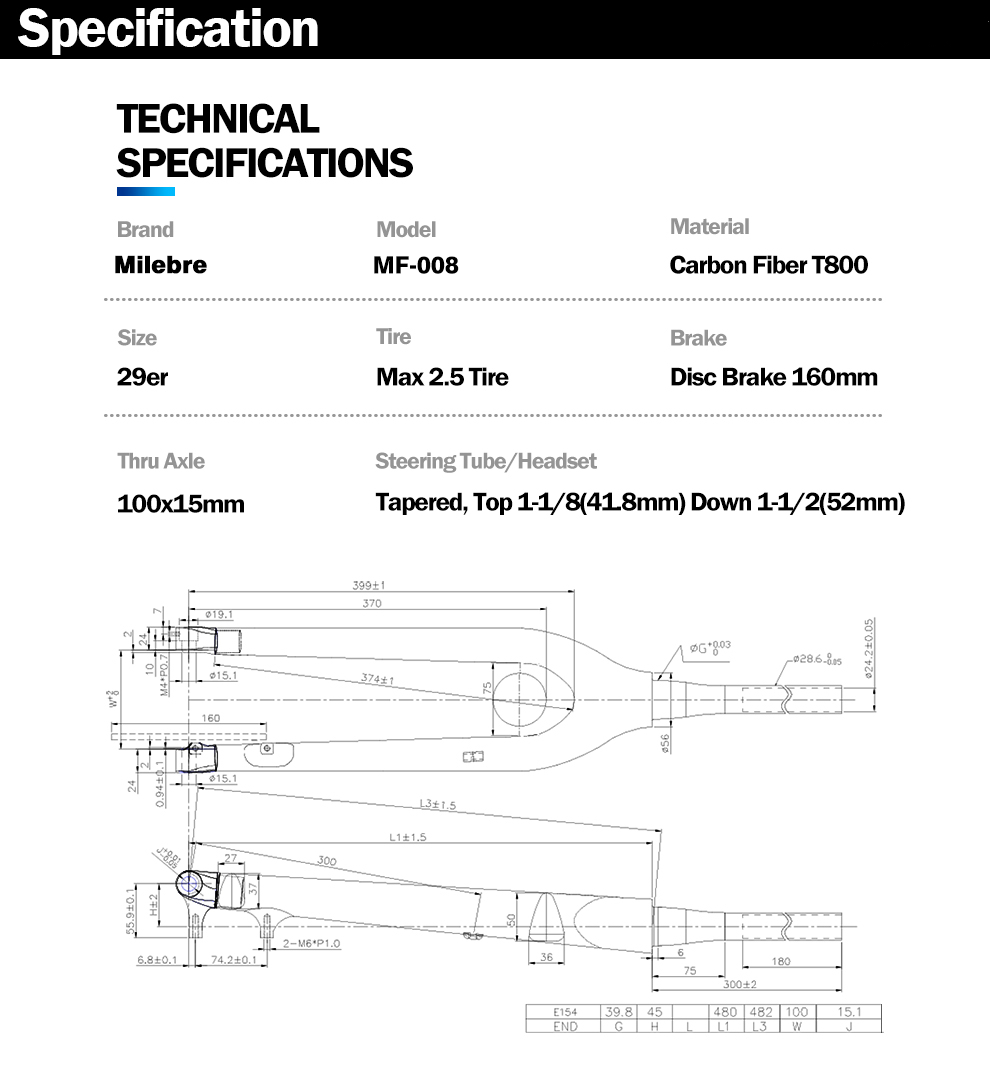 Specification
TECHNICAL
SPECIFICATIONS
Brand Model Material
Milebre MF-008 Carbon Fiber T800
Size Tire Brake
29er Max 2.5 Tire Disc Brake 160mm
Thru Axle Steering Tube/Headset
100x15mm Tapered, Top 1-1/8(41.8mm) Down 1-1/2(52mm)
399±1
370
7
ø19.1
2
24
10
M4*P0.7
ø15.1
374±1
75
øG+0.03 0
ø28.6-0 -0.05
ø24.2±0.05
W+2 0
160
ø56
2
24
0.94±0.1
ø15.1
L3±1.5
L1±1.5
300
27
37
55.9±0.1
H±2
50
2-M6*P1.0
36
6.8±0.1
74.2±0.1
6
75
180
300±2
E154 39.8 45 480 482 100 15.1
END G H L L1 L3 W J